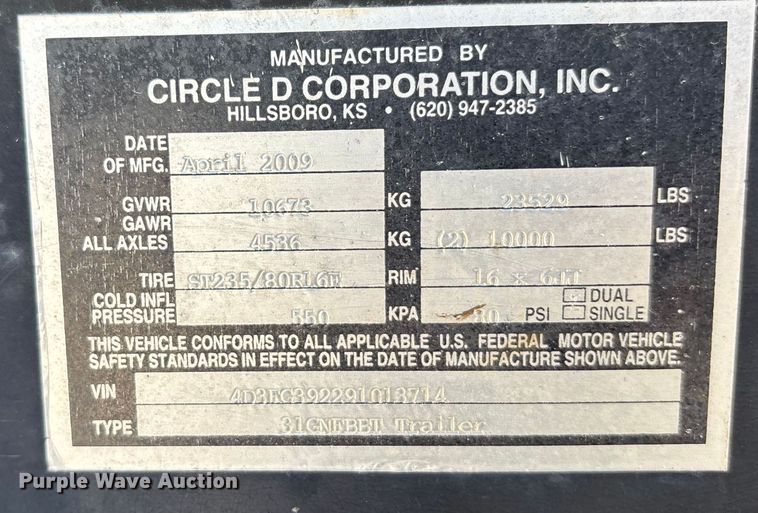 MANUFACTURED BY
CIRCLE D CORPORATION, INC.
HILLSBORO, KS • (620) 947-2385
DATE OF MFG. April 2009
GVWR 10673 KG 23529 LBS
GAWR ALL AXLES 4536 KG (2) 10000 LBS
TIRE ST235/80R16E RIM 16 x 6JJ
COLD INFL PRESSURE 550 KPA 80 PSI DUAL SINGLE
THIS VEHICLE CONFORMS TO ALL APPLICABLE U.S. FEDERAL MOTOR VEHICLE
SAFETY STANDARDS IN EFFECT ON THE DATE OF MANUFACTURE SHOWN ABOVE.
VIN
TYPE Trailer
Purple Wave Auction